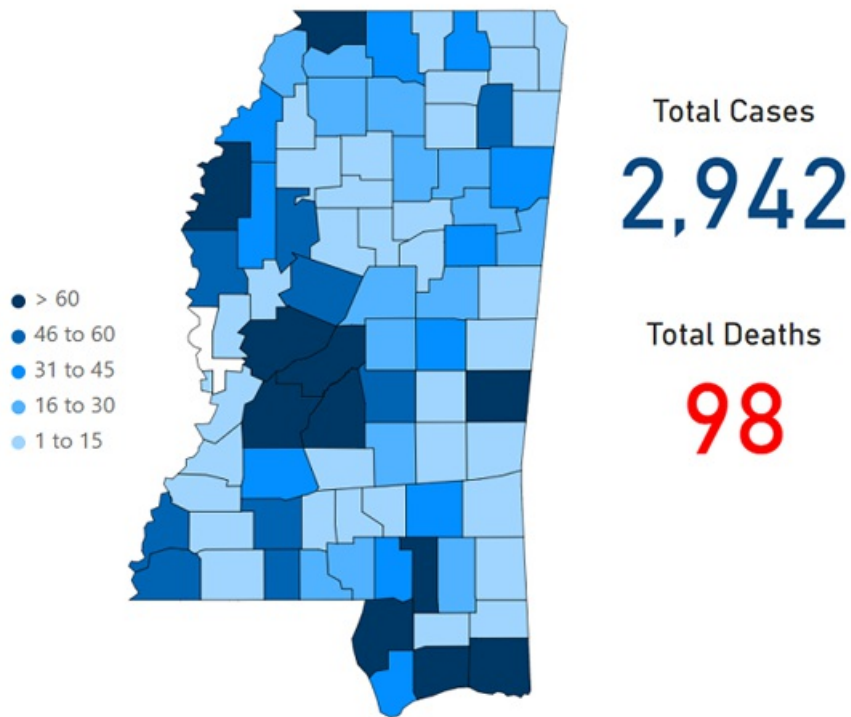 > 60
46 to 60
31 to 45
16 to 30
1 to 15
Total Cases
2,942
Total Deaths
98